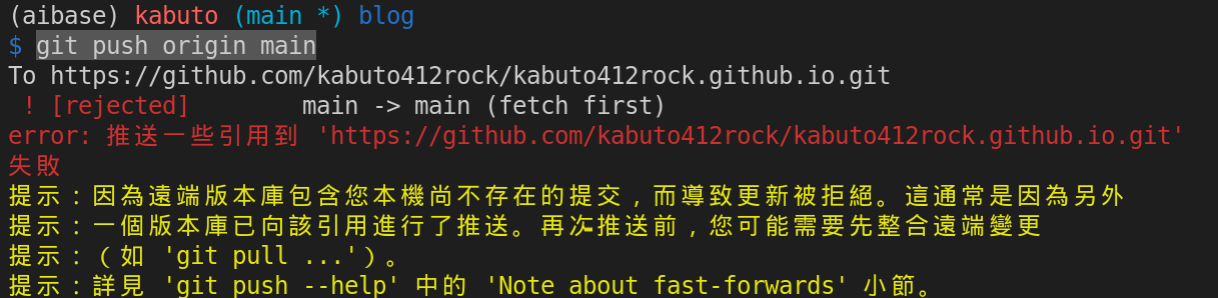 (aibase) kabuto (main *) blog
$ git push origin main
To https://github.com/kabuto412rock/kabuto412rock.github.io.git
 ! [rejected]        main -> main (fetch first)
error: 推送一些引用到 'https://github.com/kabuto412rock/kabuto412rock.github.io.git'
失敗
提示：因為遠端版本庫包含您本機尚不存在的提交，而導致更新被拒絕。這通常是因為另外
提示：一個版本庫已向該引用進行了推送。再次推送前，您可能需要先整合遠端變更
提示：（如 'git pull ...'）。
提示：詳見 'git push --help' 中的 'Note about fast-forwards' 小節。